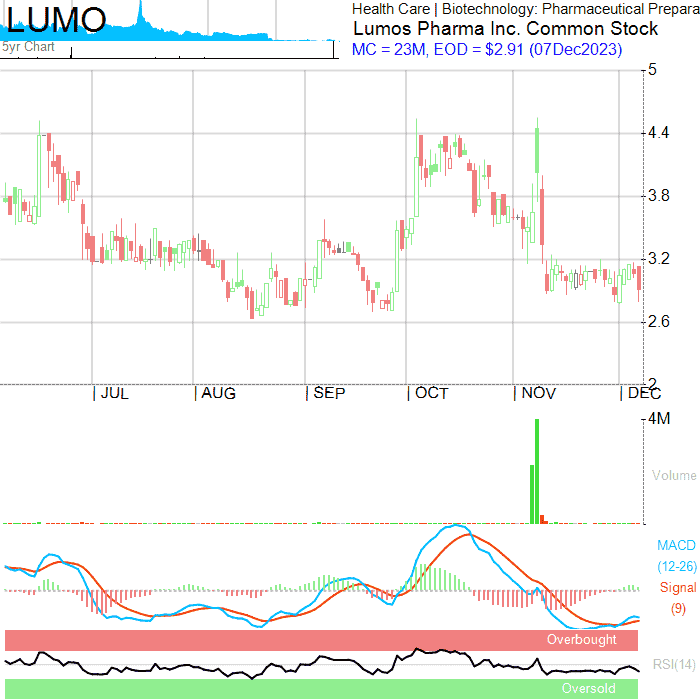 LUMO
Health Care | Biotechnology: Pharmaceutical Prepara
Lumos Pharma Inc. Common Stock
5yr Chart
MC = 23M, EOD = $2.91 (07Dec2023)
5
4.4
3.8
3.2
2.6
2
| JUL | AUG | SEP | OCT | NOV | DEC
4M
Volume
MACD
(12-26)
Signal
(9)
Overbought
RSI(14)
Oversold